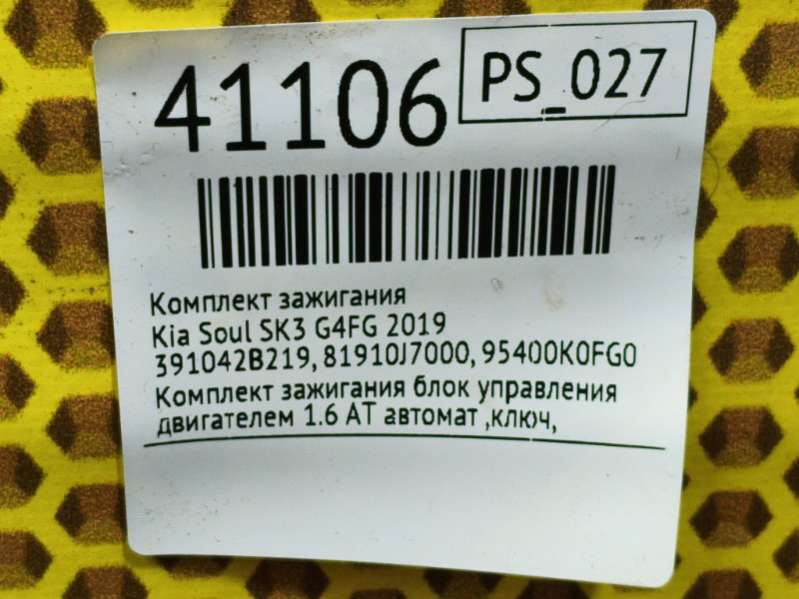 41106
PS_027
Комплект зажигания
Kia Soul SK3 G4FG 2019
391042B219, 81910J7000, 95400K0FG0
Комплект зажигания блок управления
двигателем 1.6 АТ автомат ,ключ,